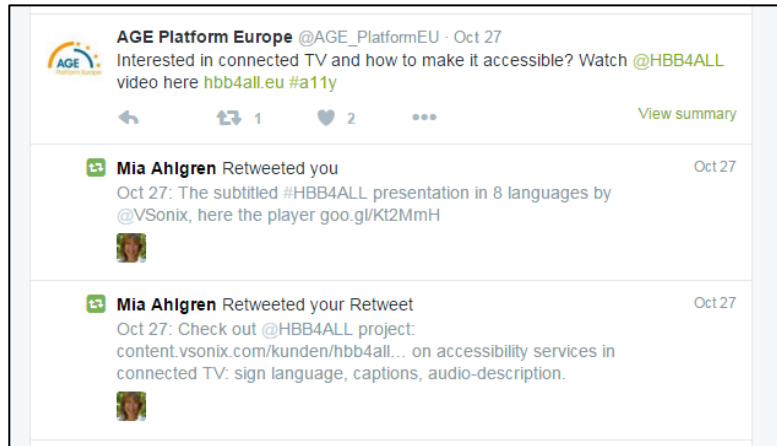 AGE Platform Europe @AGE_PlatformEU · Oct 27
Interested in connected TV and how to make it accessible? Watch @HBB4ALL
video here hbb4all.eu #a11y
1 2 View summary
AGE
Platform Europe
Mia Ahlgren Retweeted you Oct 27
Oct 27: The subtitled #HBB4ALL presentation in 8 languages by
@VSonix, here the player goo.gl/Kt2MmH
Mia Ahlgren Retweeted your Retweet Oct 27
Oct 27: Check out @HBB4ALL project:
content.vsonix.com/kunden/hbb4all... on accessibility services in
connected TV: sign language, captions, audio-description.